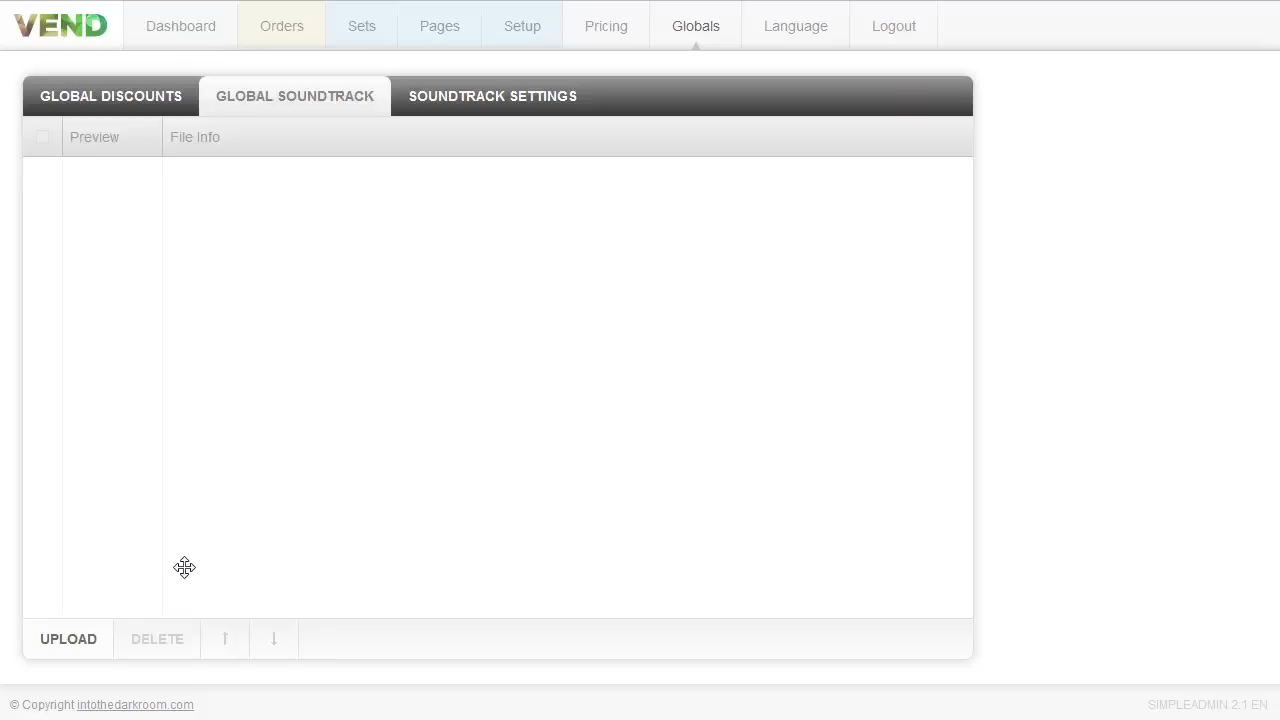 VEND Dashboard Orders Sets Pages Setup Pricing Globals Language Logout
GLOBAL DISCOUNTS GLOBAL SOUNDTRACK SOUNDTRACK SETTINGS
Preview File Info
UPLOAD DELETE ↑ ↓
© Copyright intothedarkroom.com SIMPLEADMIN 2.1 EN